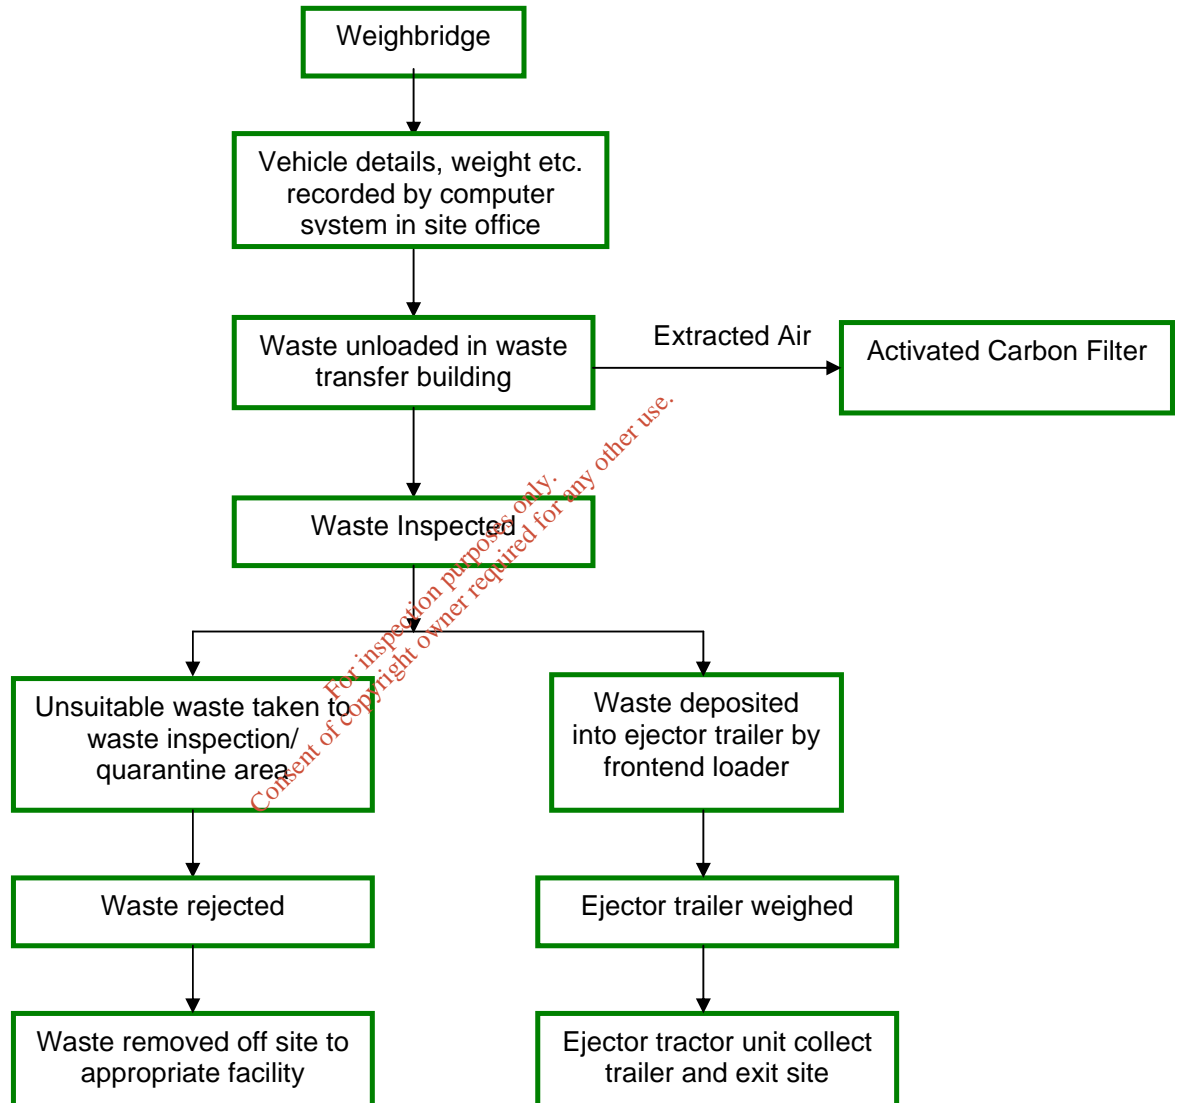 Weighbridge
Vehicle details, weight etc.
recorded by computer
system in site office
Waste unloaded in waste
transfer building
Extracted Air
Activated Carbon Filter
Waste Inspected
For inspection purposes only.
Consent of copyright owner required for any other use.
Unsuitable waste taken to
waste inspection/
quarantine area
Waste deposited
into ejector trailer by
frontend loader
Waste rejected
Ejector trailer weighed
Waste removed off site to
appropriate facility
Ejector tractor unit collect
trailer and exit site